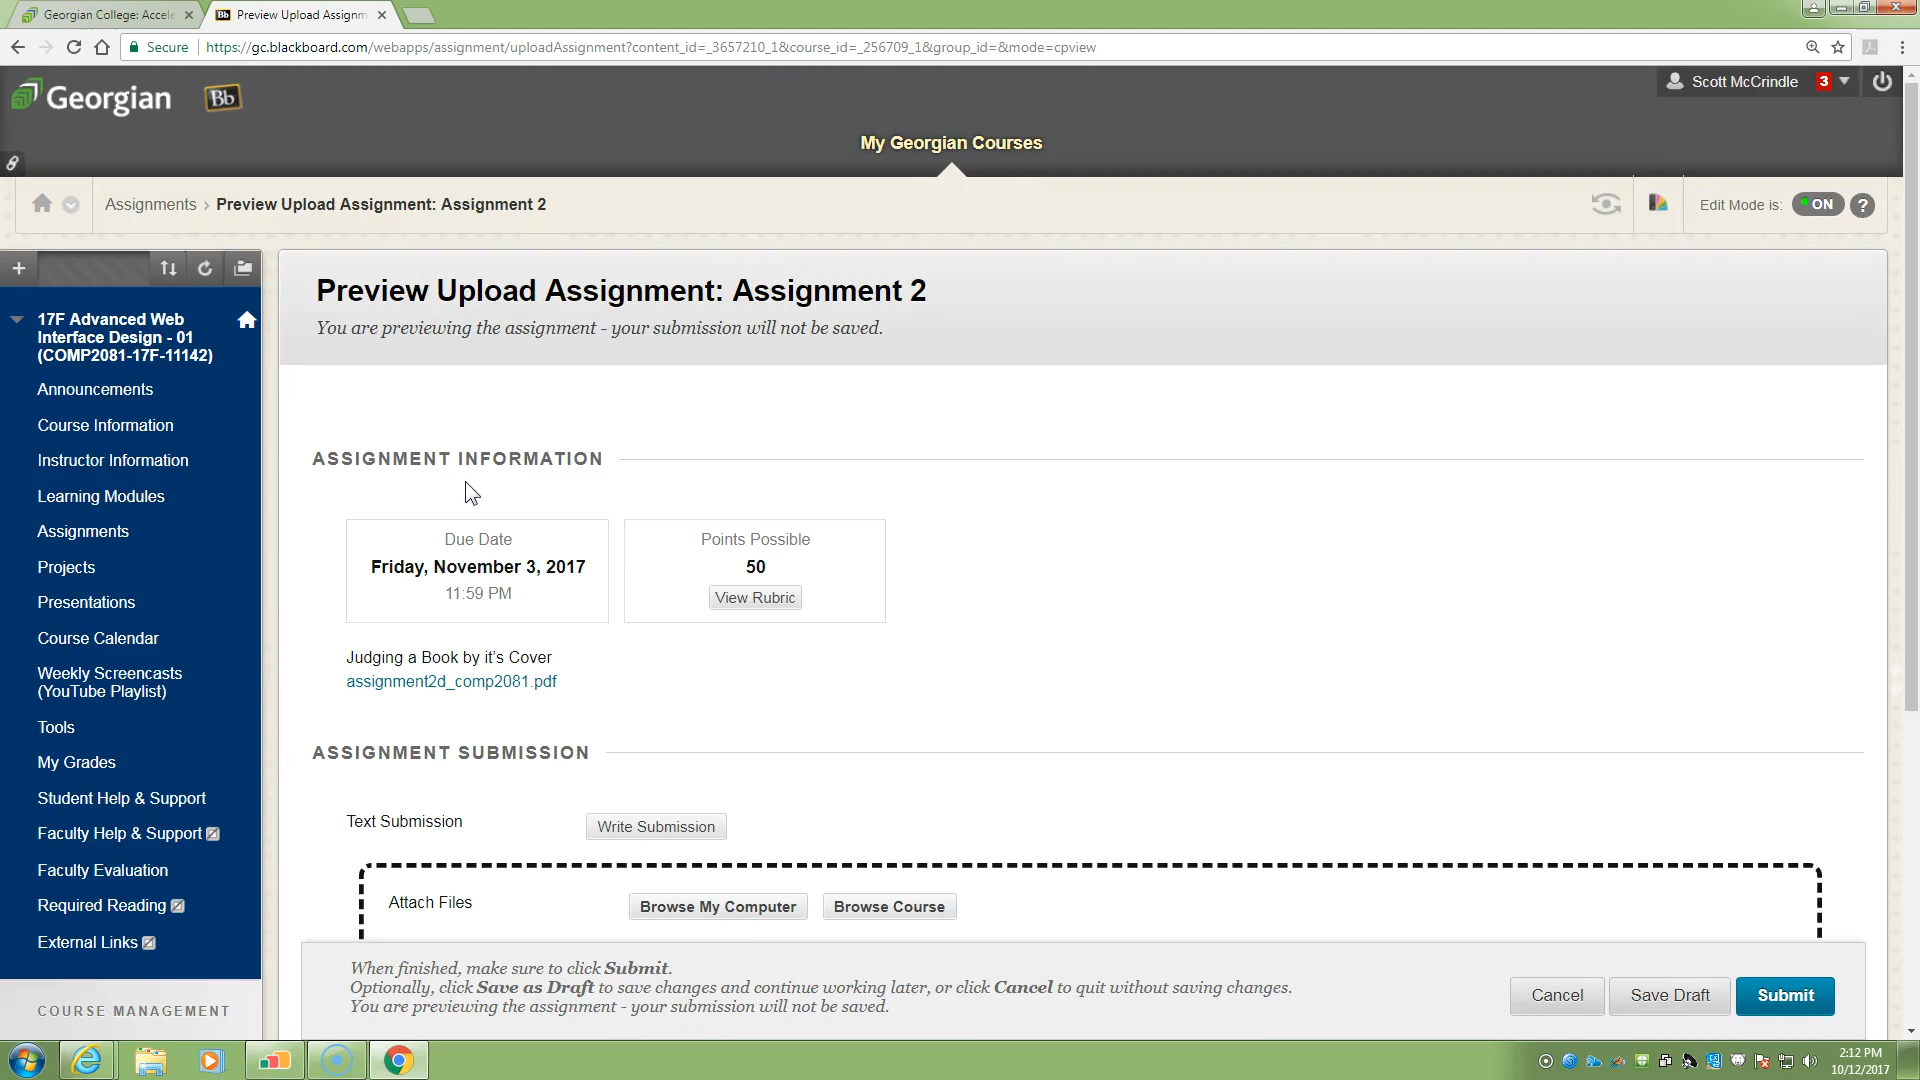 Georgian College: Accele
Preview Upload Assignm
Secure
https://gc.blackboard.com/webapps/assignment/uploadAssignment?content_id=_3657210_1&course_id=_256709_1&group_id=&mode=cpview
Georgian
Bb
Scott McCrindle
3
My Georgian Courses
Assignments > Preview Upload Assignment: Assignment 2
Edit Mode is:
ON
?
17F Advanced Web
Interface Design - 01
(COMP2081-17F-11142)
Announcements
Course Information
Instructor Information
Learning Modules
Assignments
Projects
Presentations
Course Calendar
Weekly Screencasts
(YouTube Playlist)
Tools
My Grades
Student Help & Support
Faculty Help & Support
Faculty Evaluation
Required Reading
External Links
COURSE MANAGEMENT
Preview Upload Assignment: Assignment 2
You are previewing the assignment - your submission will not be saved.
ASSIGNMENT INFORMATION
Due Date
Friday, November 3, 2017
11:59 PM
Points Possible
50
View Rubric
Judging a Book by it’s Cover
assignment2d_comp2081.pdf
ASSIGNMENT SUBMISSION
Text Submission
Write Submission
Attach Files
Browse My Computer
Browse Course
When finished, make sure to click Submit.
Optionally, click Save as Draft to save changes and continue working later, or click Cancel to quit without saving changes.
You are previewing the assignment - your submission will not be saved.
Cancel
Save Draft
Submit
2:12 PM
10/12/2017